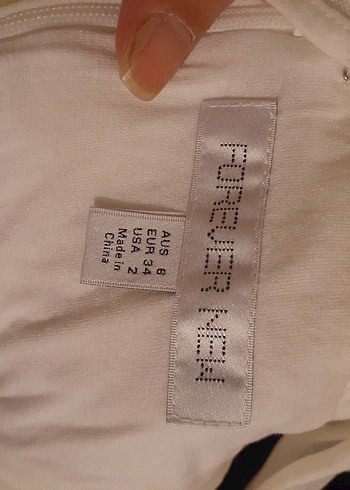 FOREVER NEW
AUS 8
EUR 34
USA 2
Made in
China